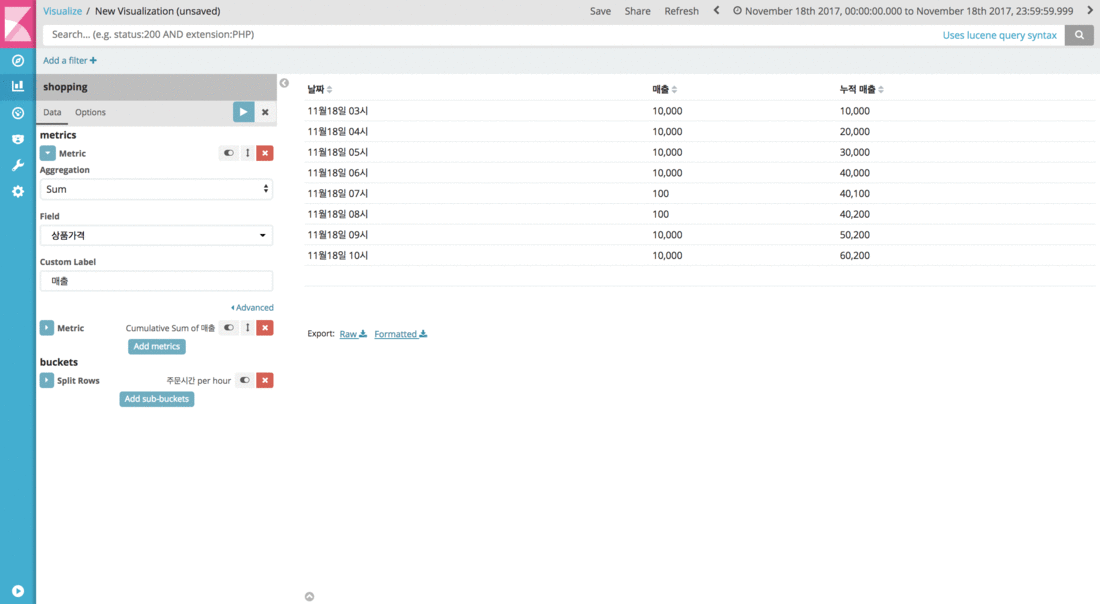 Visualize / New Visualization (unsaved)
Save Share Refresh November 18th 2017, 00:00:00.000 to November 18th 2017, 23:59:59.999
Search... (e.g. status:200 AND extension:PHP) Uses lucene query syntax
Add a filter +
shopping
Data Options
metrics
Metric
Aggregation
Sum
Field
상품가격
Custom Label
매출
Advanced
Metric Cumulative Sum of 매출
Add metrics
buckets
Split Rows 주문시간 per hour
Add sub-buckets
날짜 매출 누적 매출
11월18일 03시 10,000 10,000
11월18일 04시 10,000 20,000
11월18일 05시 10,000 30,000
11월18일 06시 10,000 40,000
11월18일 07시 100 40,100
11월18일 08시 100 40,200
11월18일 09시 10,000 50,200
11월18일 10시 10,000 60,200
Export: Raw Formatted